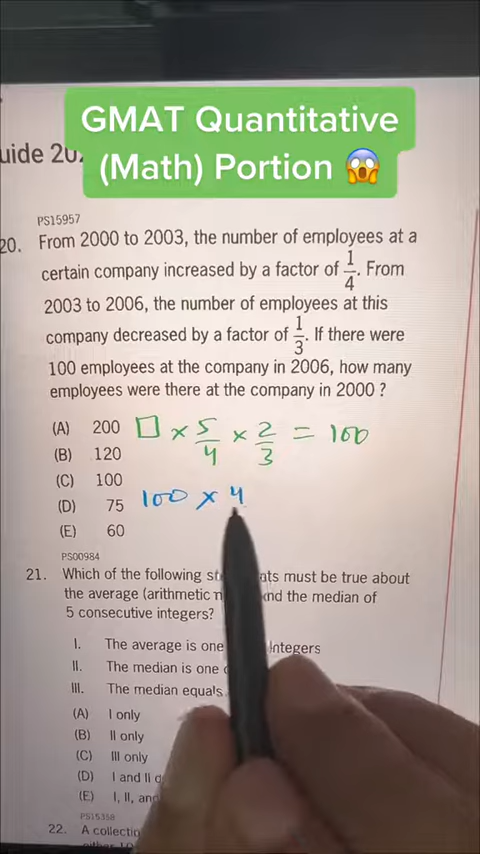 GMAT Quantitative
(Math) Portion 😱
uide 20
PS15957
20. From 2000 to 2003, the number of employees at a
certain company increased by a factor of 1/4. From
2003 to 2006, the number of employees at this
company decreased by a factor of 1/3. If there were
100 employees at the company in 2006, how many
employees were there at the company in 2000 ?
(A) 200 □ × 5/4 × 2/3 = 100
(B) 120
(C) 100
(D) 75 100 × 4
(E) 60
PS00984
21. Which of the following st ts must be true about
the average (arithmetic nd the median of
5 consecutive integers?
I. The average is one Integers
II. The median is one
III. The median equals
(A) I only
(B) II only
(C) III only
(D) I and II
(E) I, II, and
PS15358
22. A collectio